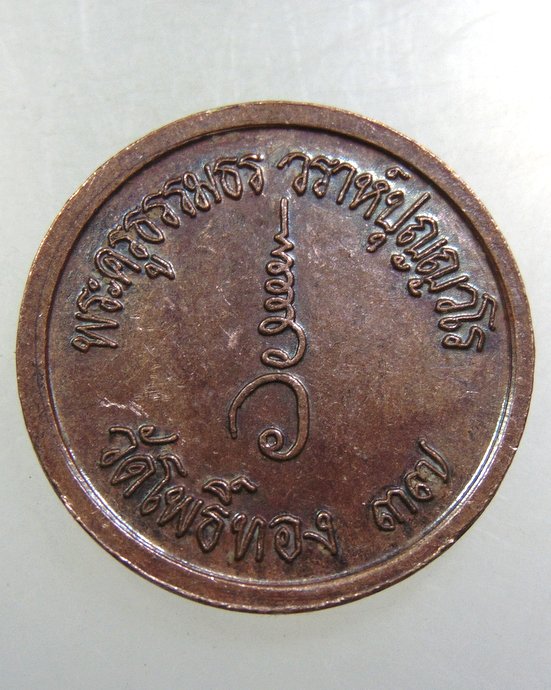 พระครูธรรมธร วราห์ปุญฺญวโร
วัดโพธิ์ทอง ๓๗